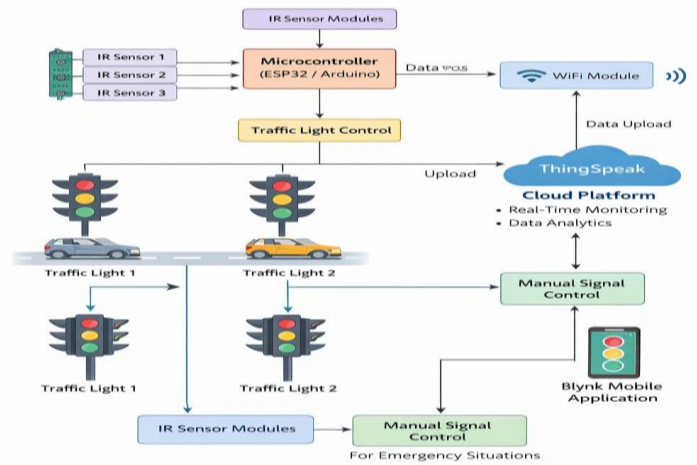 IR Sensor Modules
IR Sensor 1
IR Sensor 2
IR Sensor 3
Microcontroller
(ESP32 / Arduino)
Data
WiFi Module
Traffic Light Control
Data Upload
Upload
ThingSpeak
Cloud Platform
• Real-Time Monitoring
• Data Analytics
Traffic Light 1
Traffic Light 2
Manual Signal
Control
Traffic Light 1
Traffic Light 2
Blynk Mobile
Application
IR Sensor Modules
Manual Signal
Control
For Emergency Situations